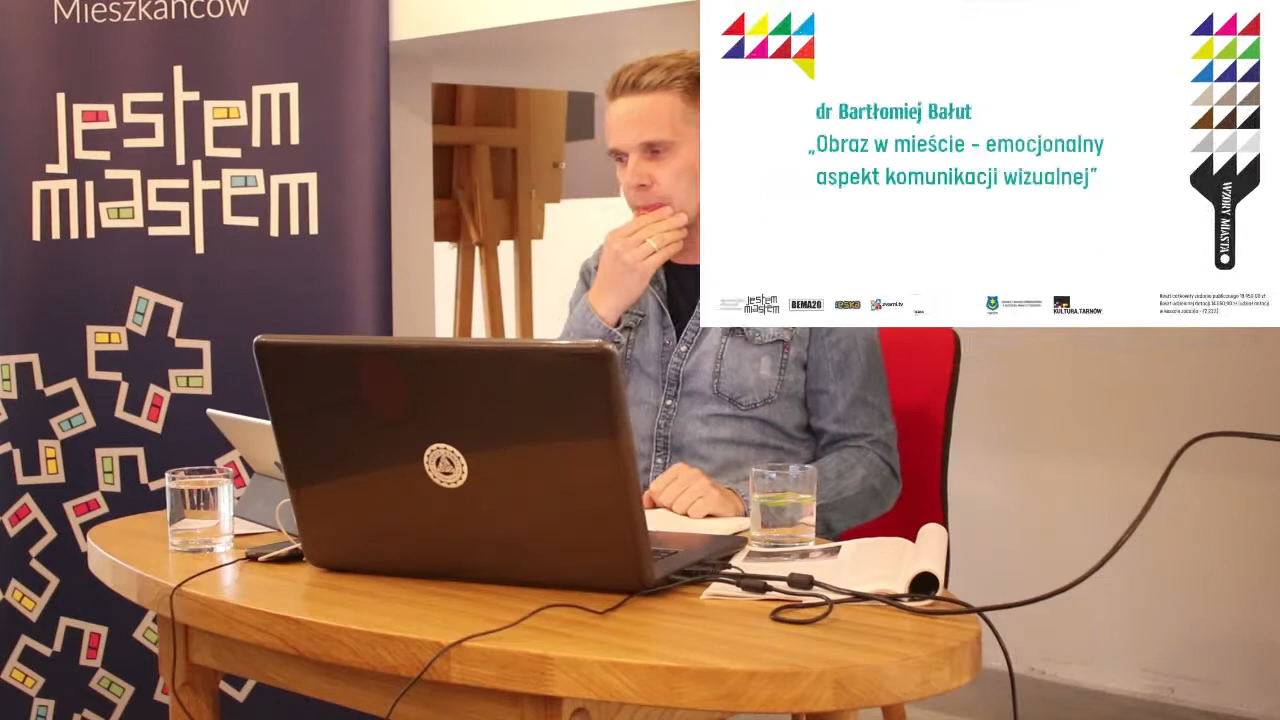 Mieszkańców
jestem
miastem
dr Bartłomiej Bałut
„Obraz w mieście - emocjonalny
aspekt komunikacji wizualnej”
WZORY MIASTA
jestem
miastem
BEMA20
ESKA
KULTURA.TARNÓW